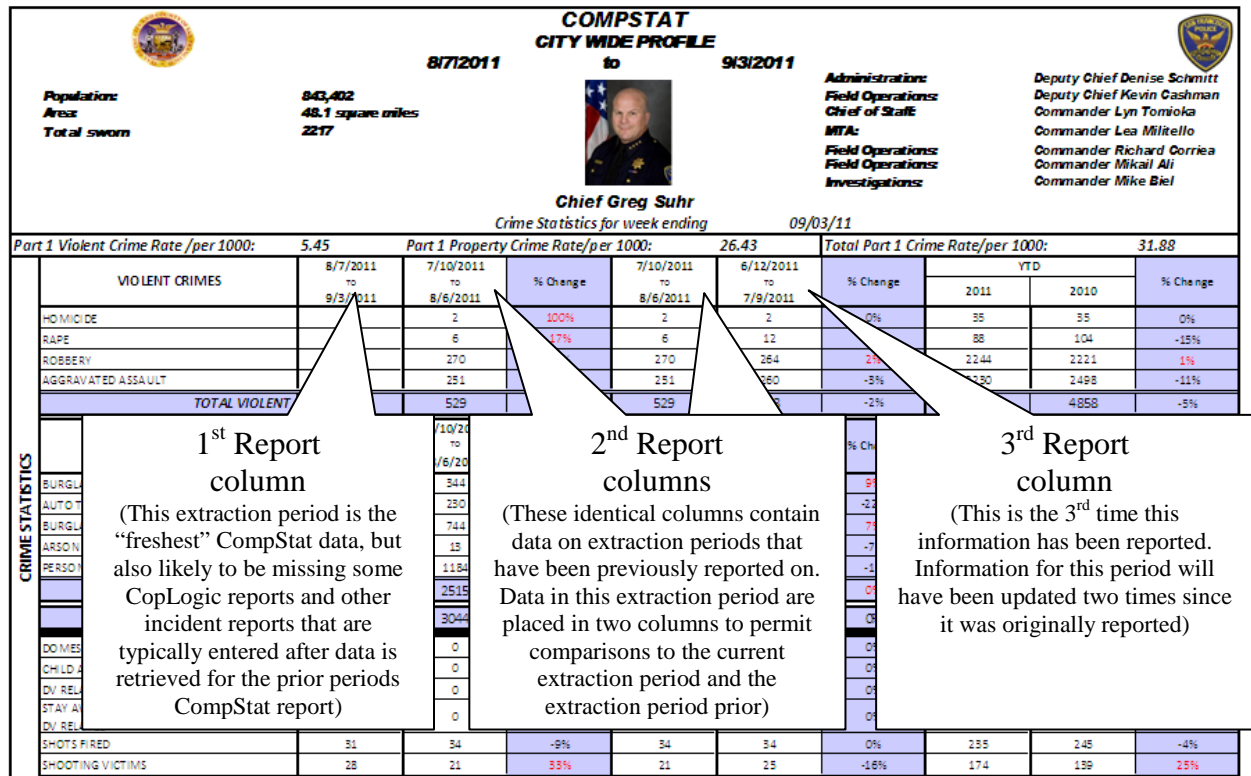 COMPSTAT
CITY WIDE PROFILE
8/7/2011 to 9/3/2011
Population: 843,402
Area: 48.1 square miles
Total sworn 2217
Administration: Deputy Chief Denise Schmitt
Field Operations: Deputy Chief Kevin Cashman
Chief of Staff: Commander Lyn Tomioka
MTA: Commander Lea Militello
Field Operations: Commander Richard Corriea
Field Operations: Commander Mikail Ali
Investigations: Commander Mike Biel
Chief Greg Suhr
Crime Statistics for week ending 09/03/11
Part 1 Violent Crime Rate /per 1000: 5.45 Part 1 Property Crime Rate/per 1000: 26.43 Total Part 1 Crime Rate/per 1000: 31.88
VIOLENT CRIMES 8/7/2011 TO 9/3/2011 7/10/2011 TO 8/6/2011 % Change 7/10/2011 TO 8/6/2011 6/12/2011 TO 7/9/2011 % Change YTD 2011 2010 % Change
HOMICIDE 2 100% 2 2 0% 35 35 0%
RAPE 6 17% 6 12 88 104 -15%
ROBBERY 270 270 264 2% 2244 2221 1%
AGGRAVATED ASSAULT 251 251 260 -3% 2498 -11%
TOTAL VIOLENT 529 529 -2% 4858 -5%
CRIME STATISTICS
TO
% Ch
344
230
744
ARSON 13
PERSON 1184
2515
3044
0
0
0
0
1st Report
column
(This extraction period is the
“freshest” CompStat data, but
also likely to be missing some
CopLogic reports and other
incident reports that are
typically entered after data is
retrieved for the prior periods
CompStat report)
2nd Report
columns
(These identical columns contain
data on extraction periods that
have been previously reported on.
Data in this extraction period are
placed in two columns to permit
comparisons to the current
extraction period and the
extraction period prior)
3rd Report
column
(This is the 3rd time this
information has been reported.
Information for this period will
have been updated two times since
it was originally reported)
SHOTS FIRED 31 34 -9% 34 34 0% 235 245 -4%
SHOOTING VICTIMS 28 21 33% 21 25 -16% 174 139 25%